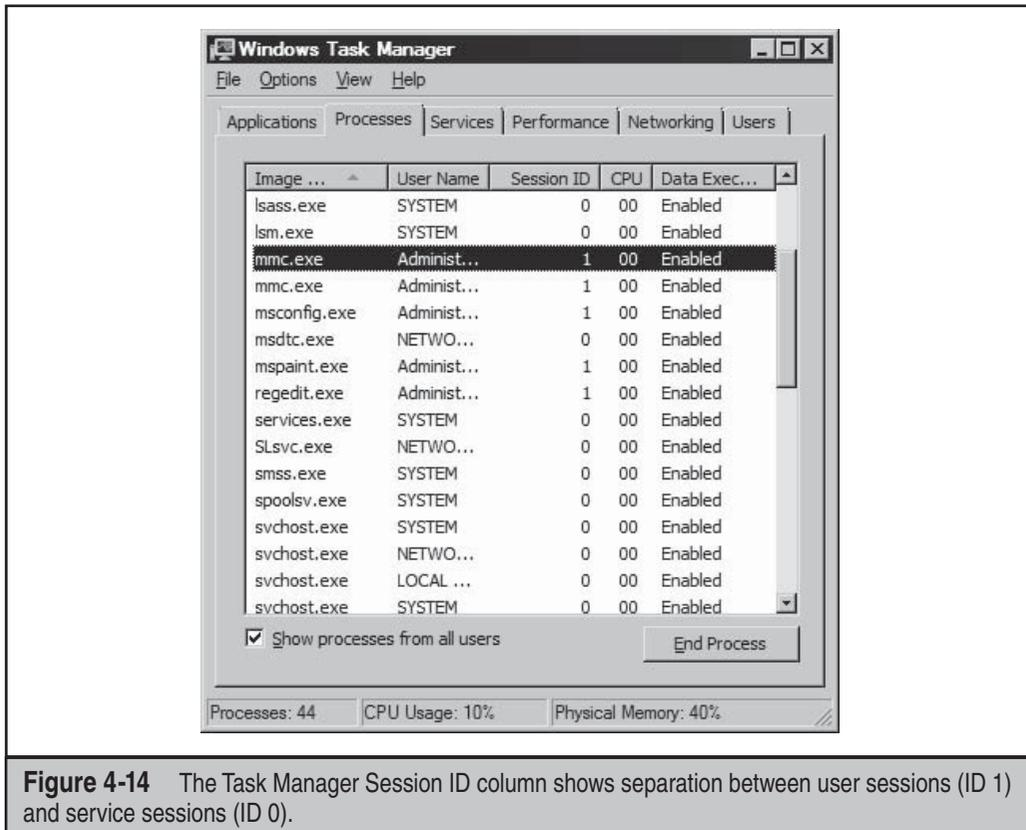 Windows Task Manager
File Options View Help
Applications Processes Services Performance Networking Users
Image ... User Name Session ID CPU Data Exec...
lsass.exe SYSTEM 0 00 Enabled
lsm.exe SYSTEM 0 00 Enabled
mmc.exe Administ... 1 00 Enabled
mmc.exe Administ... 1 00 Enabled
msconfig.exe Administ... 1 00 Enabled
msdtc.exe NETWO... 0 00 Enabled
mspaint.exe Administ... 1 00 Enabled
regedit.exe Administ... 1 00 Enabled
services.exe SYSTEM 0 00 Enabled
SLsvc.exe NETWO... 0 00 Enabled
smss.exe SYSTEM 0 00 Enabled
spoolsv.exe SYSTEM 0 00 Enabled
svchost.exe SYSTEM 0 00 Enabled
svchost.exe NETWO... 0 00 Enabled
svchost.exe LOCAL ... 0 00 Enabled
svchost.exe SYSTEM 0 00 Enabled
Show processes from all users End Process
Processes: 44 CPU Usage: 10% Physical Memory: 40%
Figure 4-14 The Task Manager Session ID column shows separation between user sessions (ID 1)
and service sessions (ID 0).